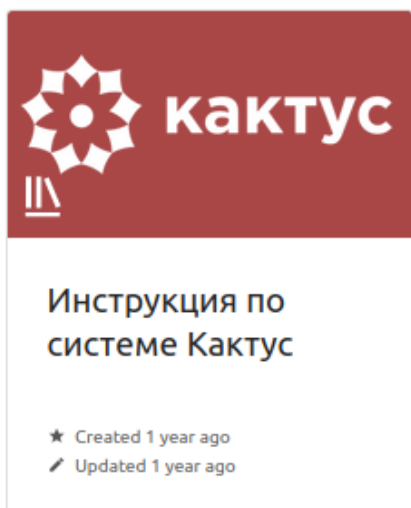 кактус
Инструкция по
системе Кактус
Created 1 year ago
Updated 1 year ago